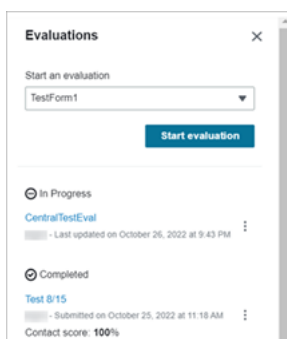 Evaluations
Start an evaluation
TestForm1
Start evaluation
In Progress
CentralTestEval
- Last updated on October 26, 2022 at 9:43 PM
Completed
Test 8/15
- Submitted on October 25, 2022 at 11:18 AM
Contact score: 100%